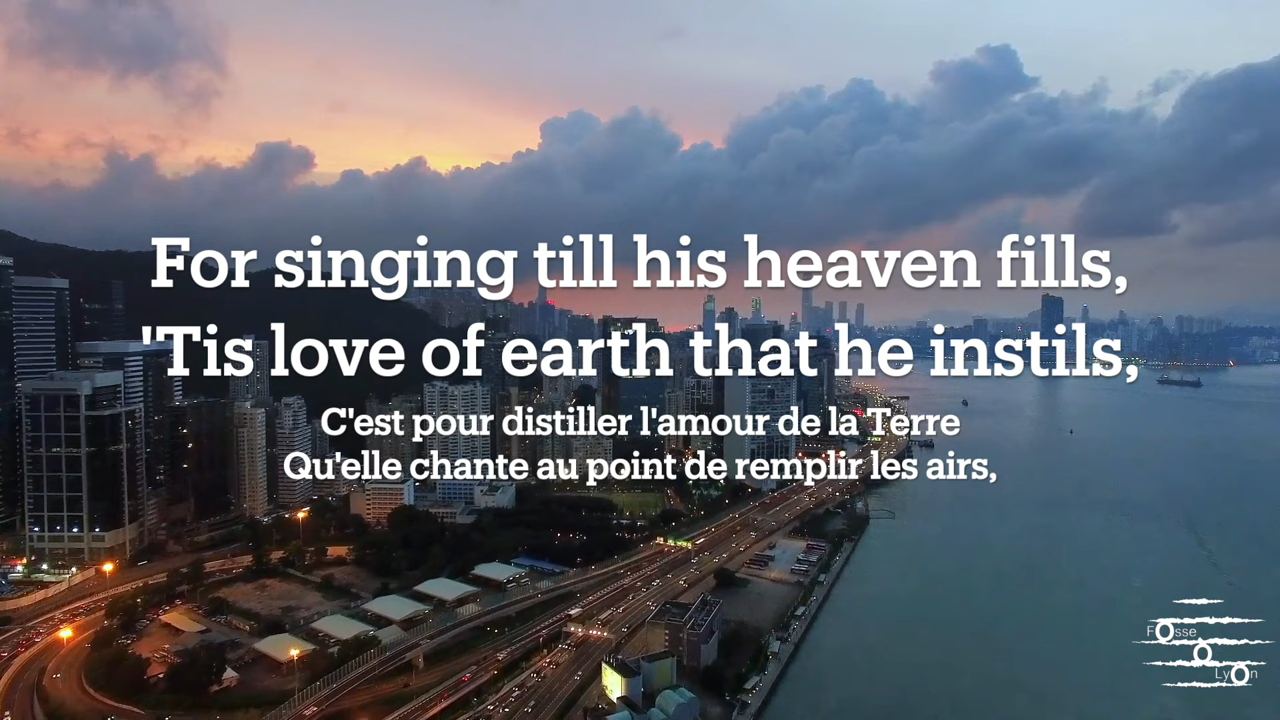 For singing till his heaven fills,
'Tis love of earth that he instils,
C'est pour distiller l'amour de la Terre
Qu'elle chante au point de remplir les airs,
FOsse
O
LyOn